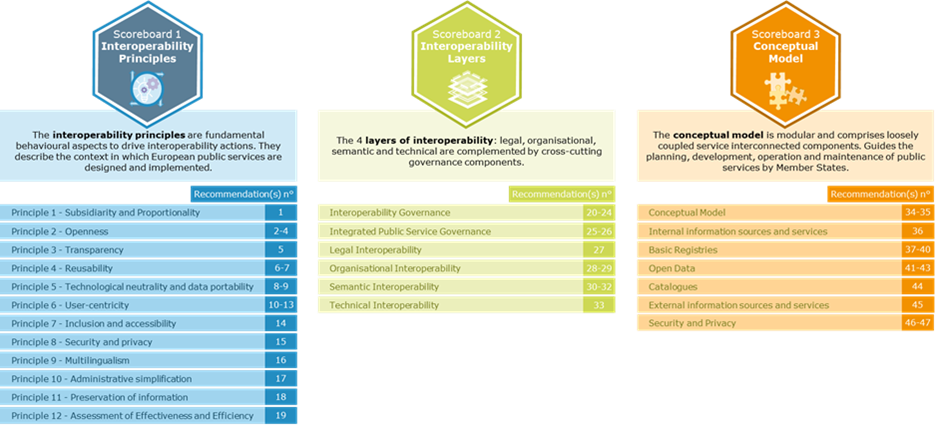 Scoreboard 1
Interoperability
Principles
The interoperability principles are fundamental
behavioural aspects to drive interoperability actions. They
describe the context in which European public services are
designed and implemented.
Recommendation(s) n°
Principle 1 - Subsidiarity and Proportionality 1
Principle 2 - Openness 2-4
Principle 3 - Transparency 5
Principle 4 - Reusability 6-7
Principle 5 - Technological neutrality and data portability 8-9
Principle 6 - User-centricity 10-13
Principle 7 - Inclusion and accessibility 14
Principle 8 - Security and privacy 15
Principle 9 - Multilingualism 16
Principle 10 - Administrative simplification 17
Principle 11 - Preservation of information 18
Principle 12 - Assessment of Effectiveness and Efficiency 19
Scoreboard 2
Interoperability
Layers
The 4 layers of interoperability: legal, organisational,
semantic and technical are complemented by cross-cutting
governance components.
Recommendation(s) n°
Interoperability Governance 20-24
Integrated Public Service Governance 25-26
Legal Interoperability 27
Organisational Interoperability 28-29
Semantic Interoperability 30-32
Technical Interoperability 33
Scoreboard 3
Conceptual
Model
The conceptual model is modular and comprises loosely
coupled service interconnected components. Guides the
planning, development, operation and maintenance of public
services by Member States.
Recommendation(s) n°
Conceptual Model 34-35
Internal information sources and services 36
Basic Registries 37-40
Open Data 41-43
Catalogues 44
External information sources and services 45
Security and Privacy 46-47